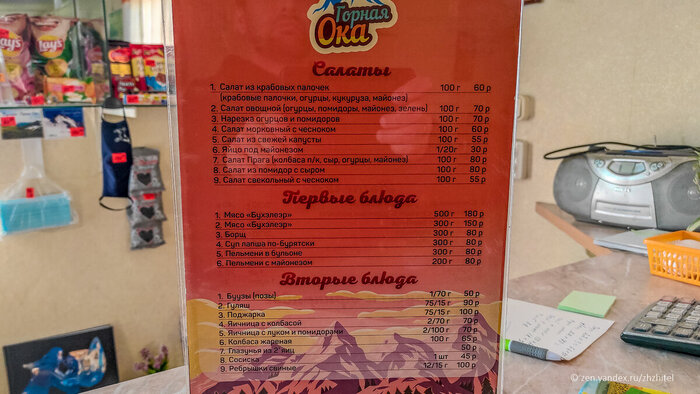 Lay's
Lay's
Горная
Ока
Салаты
1. Салат из крабовых палочек 100 г 60 р
(крабовые палочки, огурцы, кукуруза, майонез)
2. Салат овощной (огурцы, помидоры, майонез, зелень) 100 г 70 р
3. Нарезка огурцов и помидоров 100 г 70 р
4. Салат морковный с чесноком 100 г 60 р
5. Салат из свежей капусты 100 г 55 р
6. Яйцо под майонезом 1/20г 30 р
7. Салат Прага (колбаса п/к, сыр, огурцы, майонез) 100 г 80 р
8. Салат из помидор с сыром 100 г 80 р
9. Салат свекольный с чесноком 100 г 55 р
Первые блюда
1. Мясо «Бухэлеэр» 500 г 180 р
2. Мясо «Бухэлеэр» 300 г 150 р
3. Борщ 300 г 80 р
4. Суп лапша по-бурятски 300 г 80 р
5. Пельмени в бульоне 300 г 80 р
6. Пельмени с майонезом 200 г 80 р
Вторые блюда
1. Буузы (позы) 1/70 г 50 р
2. Гуляш 75/15 г 90 р
3. Поджарка 75/15 г 100 р
4. Яичница с колбасой 2/70 г 70 р
5. Яичница с луком и помидорами 2/100 г 70 р
6. Колбаса жареная 100 г 65 р
7. Глазунья из 2 яиц 50 р
8. Сосиска 1 шт 45 р
9. Ребрышки свиные 12/15 г 100 р
© zen.yandex.ru/zhzhitel